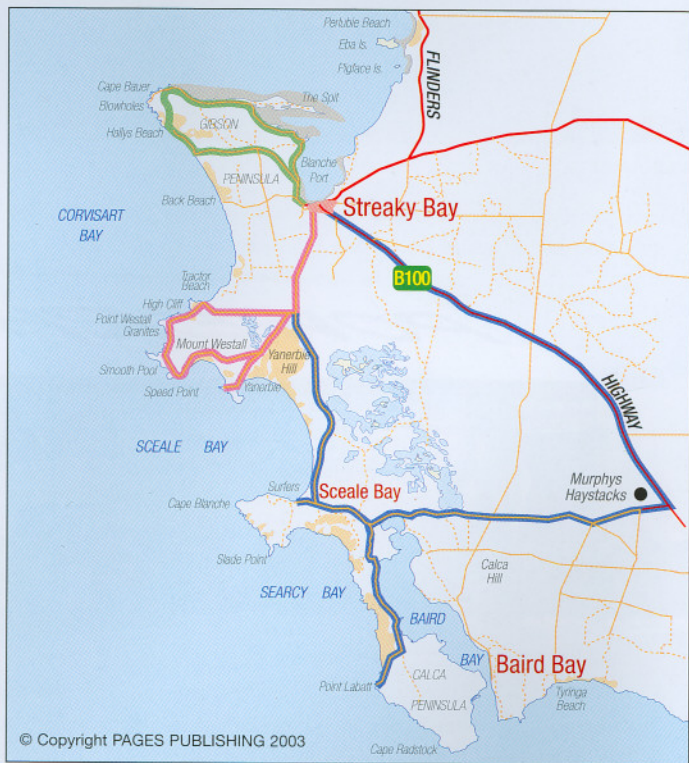 Perlubie Beach
Eba Is.
Pigface Is.
FLINDERS
Cape Bauer
Blowholes
The Spit
Hallys Beach
GIBSON
Blanche
Port
PENINSULA
Back Beach
Streaky Bay
CORVISART
BAY
B100
Tractor
Beach
High Cliff
Point Westall
Granites
Mount Westall
Yanerbie
Hill
Smooth Pool
Speed Point
Yanerbie
HIGHWAY
SCEALE BAY
Murphys
Haystacks
Surfers
Sceale Bay
Cape Blanche
Slade Point
Calca
Hill
SEARCY BAY
BAIRD
BAY
Baird Bay
Point Labatt
CALCA
PENINSULA
Tyringa
Beach
Cape Radstock
© Copyright PAGES PUBLISHING 2003